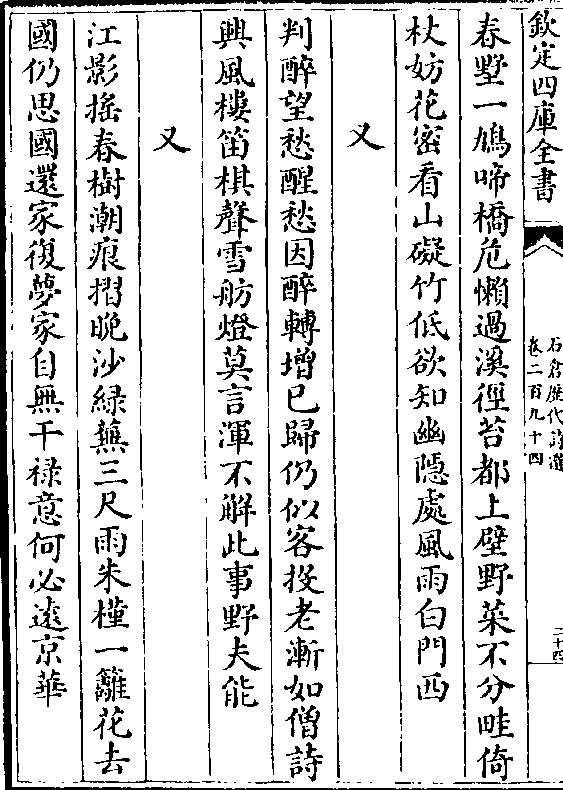 欽定四庫全書
石倉歷代詩選
卷二百九十四
二十四
春墅一鳩啼橋危懶過溪徑苔都上壁野菜不分畦倚
杖妨花密看山礙竹低欲知幽隱處風雨白門西
又
判醉望愁醒愁因醉轉增已歸仍似客投老漸如僧詩
興風樓笛棋聲雪舫燈莫言渾不解此事野夫能
又
江影摇春樹潮痕摺晚沙緑蕪三尺雨朱槿一籬花去
國仍思國還家復夢家自無干禄意何必逺京華